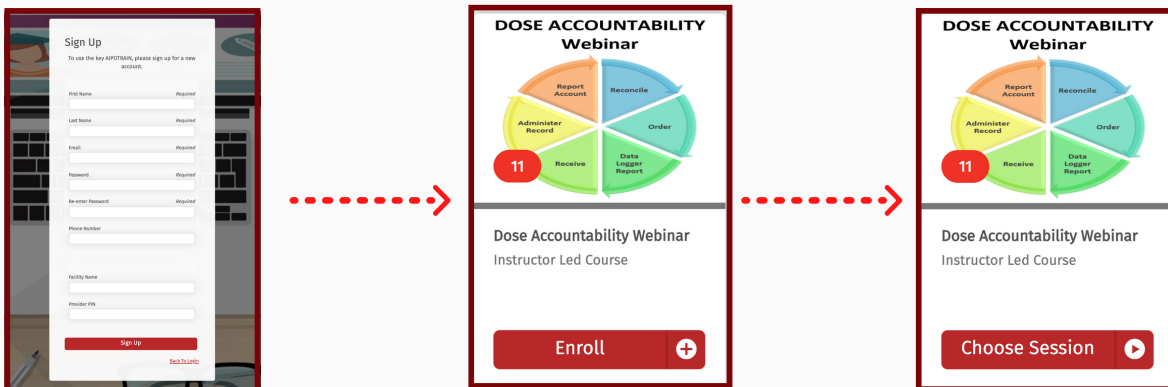 Sign Up
To use the key AIPOTRAIN, please sign up for a new
account.
First Name Required
Last Name Required
Email Required
Password Required
Re-enter Password Required
Phone Number
Facility Name
Provider PIN
Sign Up
Back To Login
DOSE ACCOUNTABILITY
Webinar
Report
Account
Reconcile
Administer
Record
Order
11
Receive
Data
Logger
Report
Dose Accountability Webinar
Instructor Led Course
Enroll
DOSE ACCOUNTABILITY
Webinar
Report
Account
Reconcile
Administer
Record
Order
11
Receive
Data
Logger
Report
Dose Accountability Webinar
Instructor Led Course
Choose Session